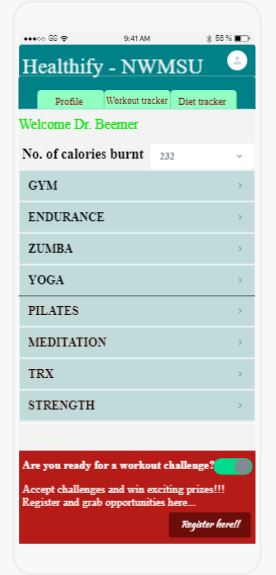 GS 9:41 AM 58%
Healthify - NWMSU
Profile Workout tracker Diet tracker
Welcome Dr. Beemer
No. of calories burnt 232
GYM
ENDURANCE
ZUMBA
YOGA
PILATES
MEDITATION
TRX
STRENGTH
Are you ready for a workout challenge?
Accept challenges and win exciting prizes!!!
Register and grab opportunities here...
Register here!!